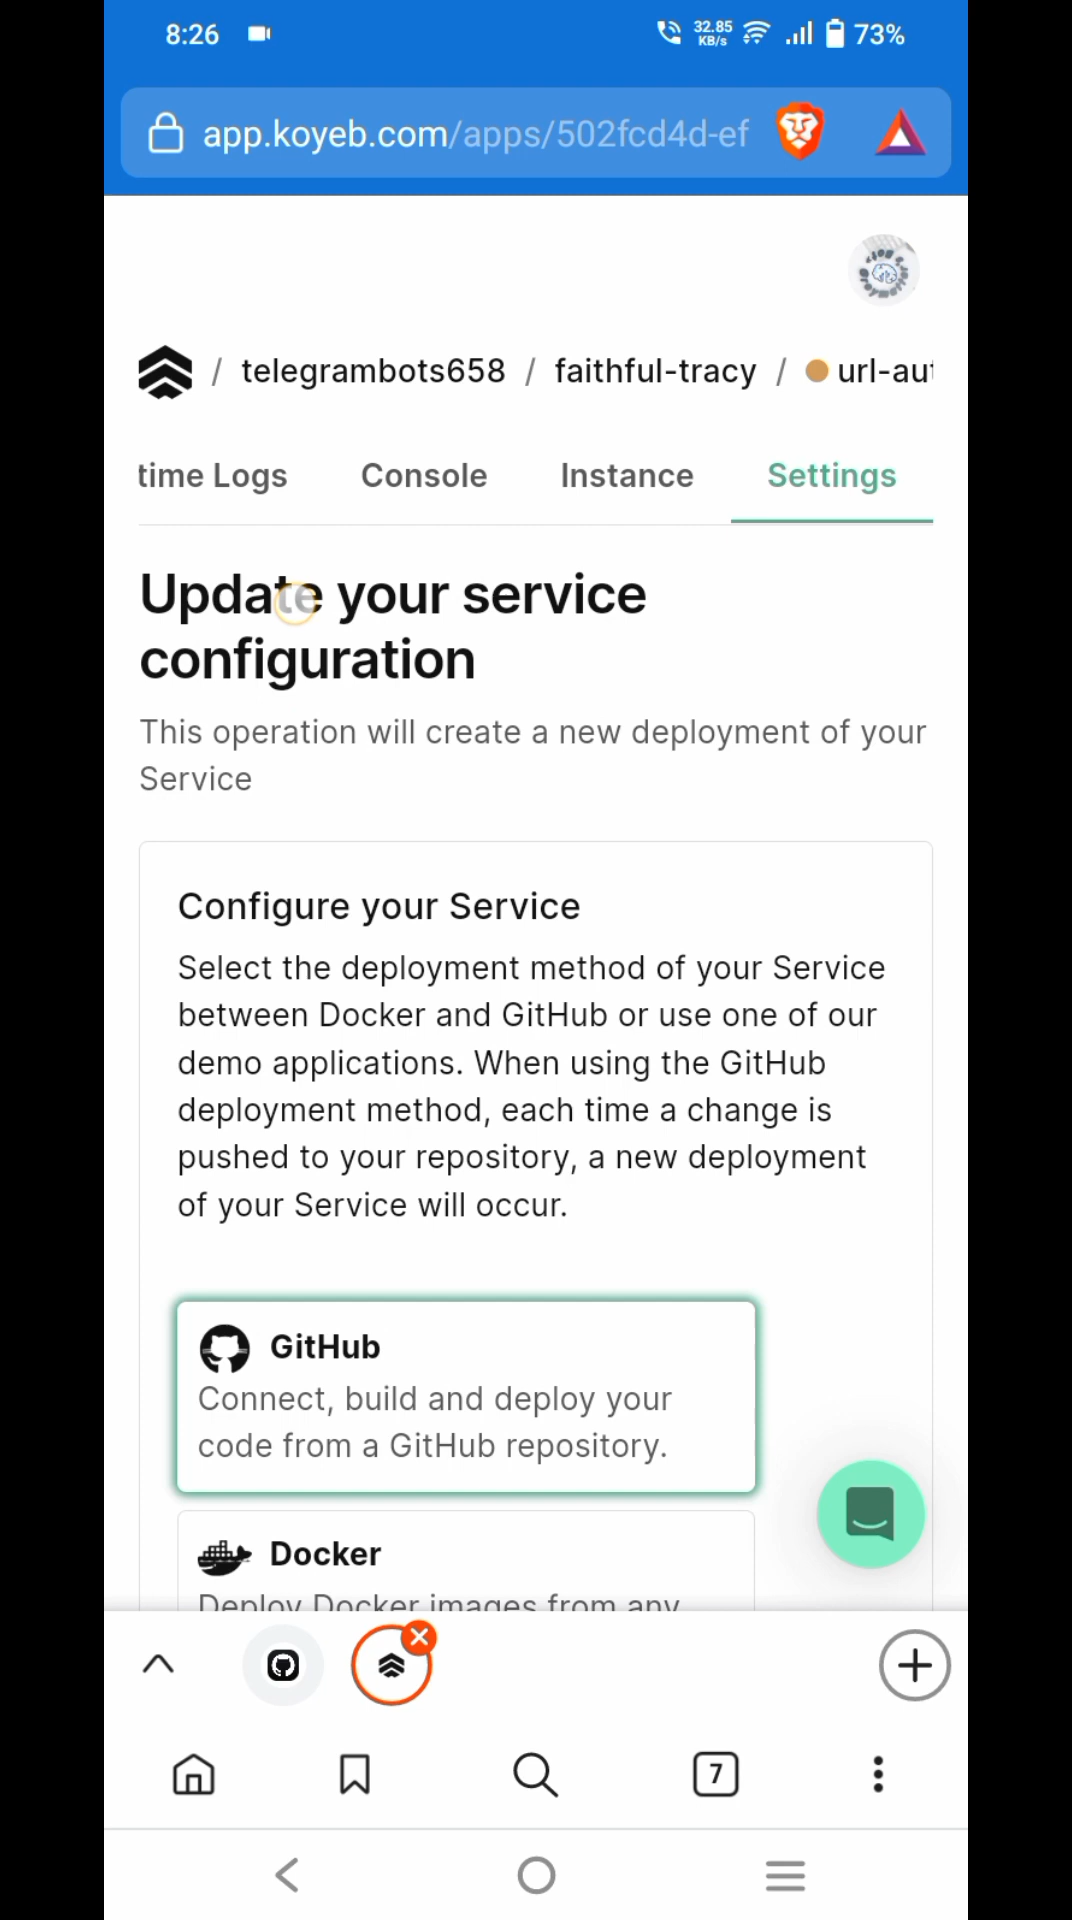 8:26
32.85
KB/s
73%
app.koyeb.com/apps/502fcd4d-ef
/ telegrambots658 / faithful-tracy / url-aut
time Logs Console Instance Settings
Update your service
configuration
This operation will create a new deployment of your
Service
Configure your Service
Select the deployment method of your Service
between Docker and GitHub or use one of our
demo applications. When using the GitHub
deployment method, each time a change is
pushed to your repository, a new deployment
of your Service will occur.
GitHub
Connect, build and deploy your
code from a GitHub repository.
Docker
Deploy Docker images from any
7